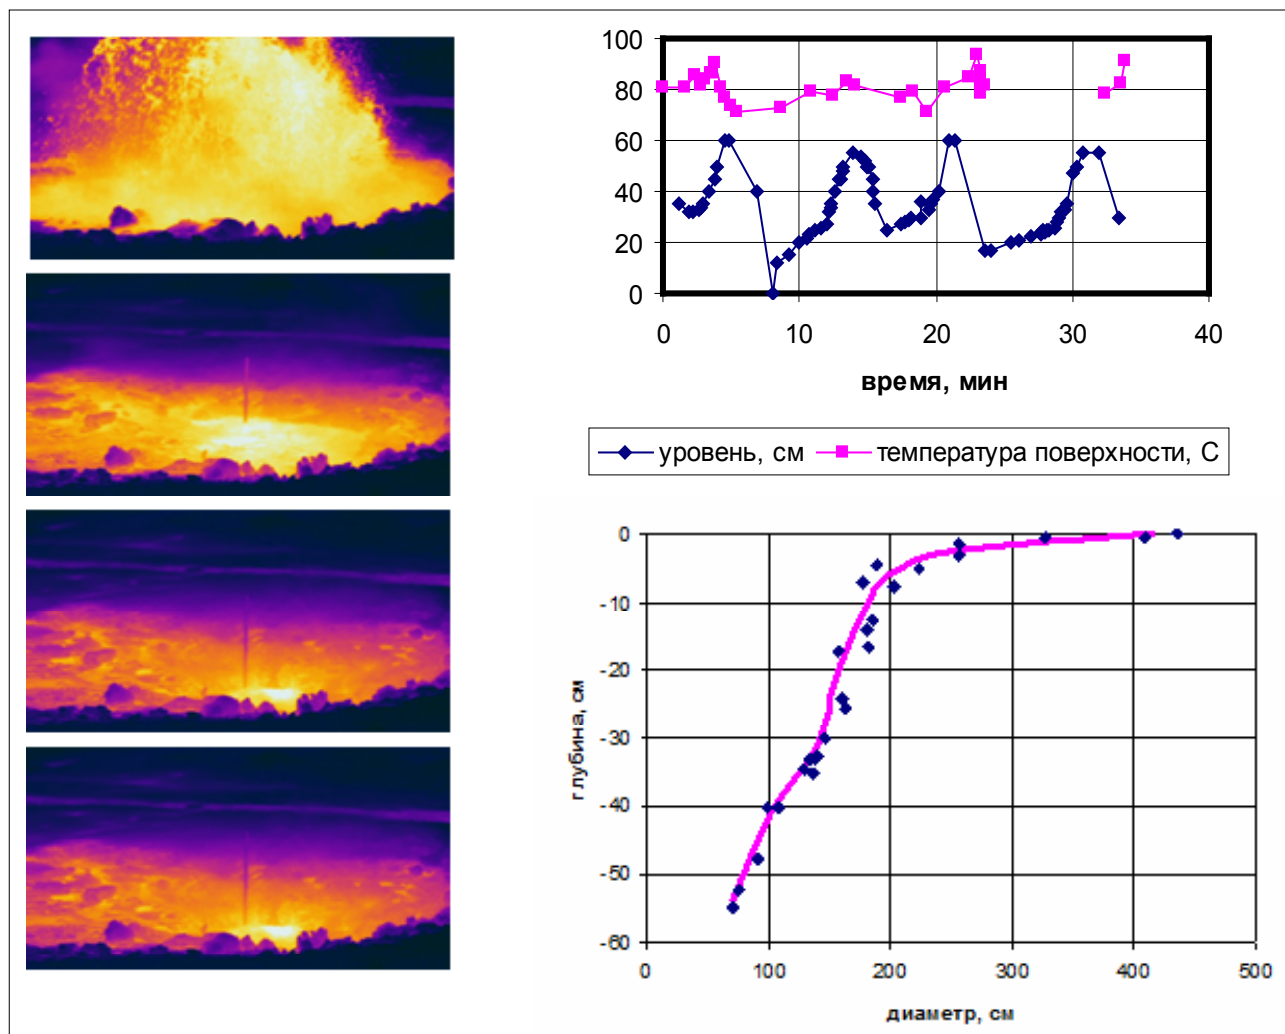 100
80
60
40
20
0
0 10 20 30 40
время, мин
уровень, см температура поверхности, С
0
-10
-20
-30
-40
-50
-60
глубина, см
0 100 200 300 400 500
диаметр, см